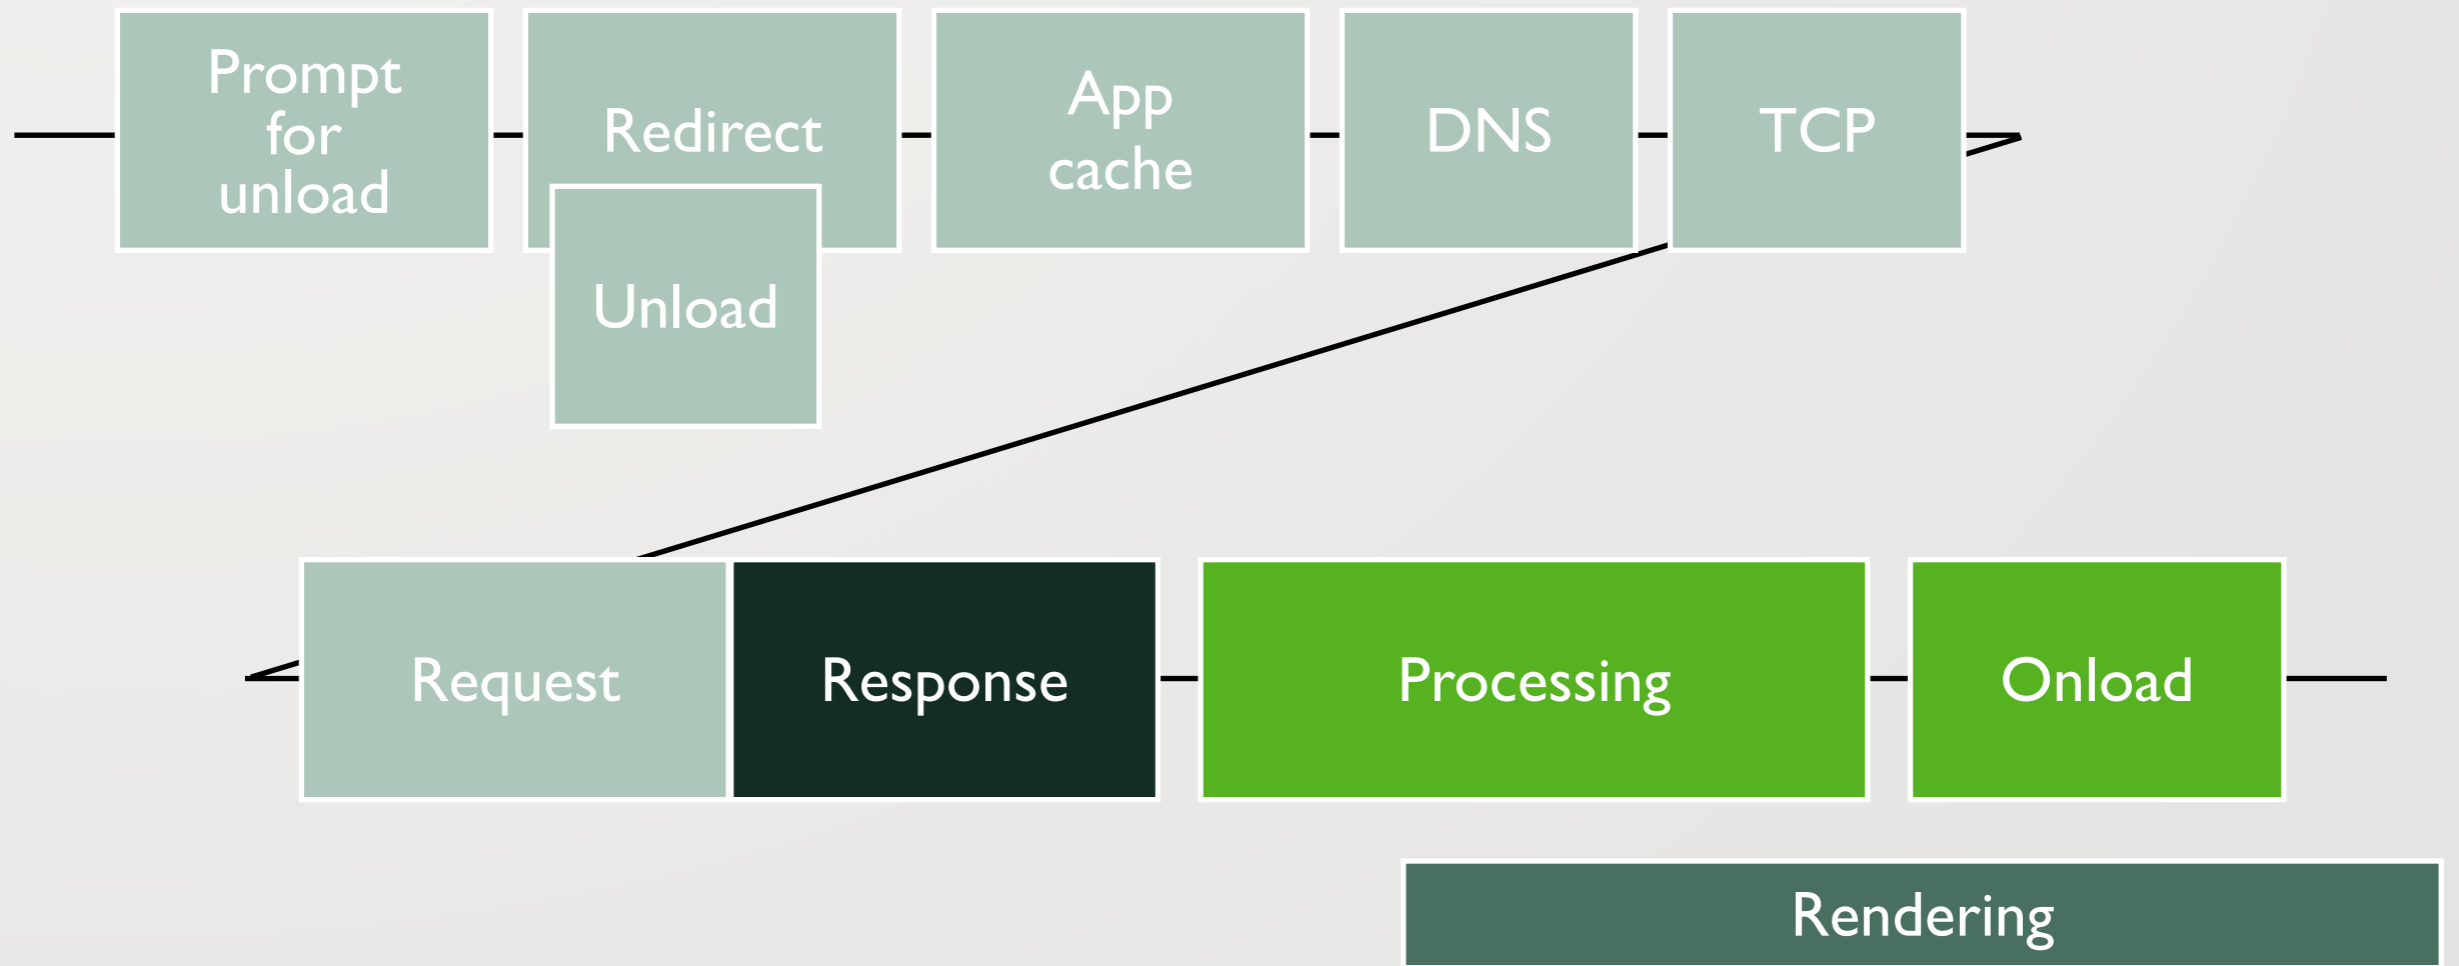 Prompt
for
unload
Redirect
App
cache
DNS
TCP
Unload
Request
Response
Processing
Onload
Rendering